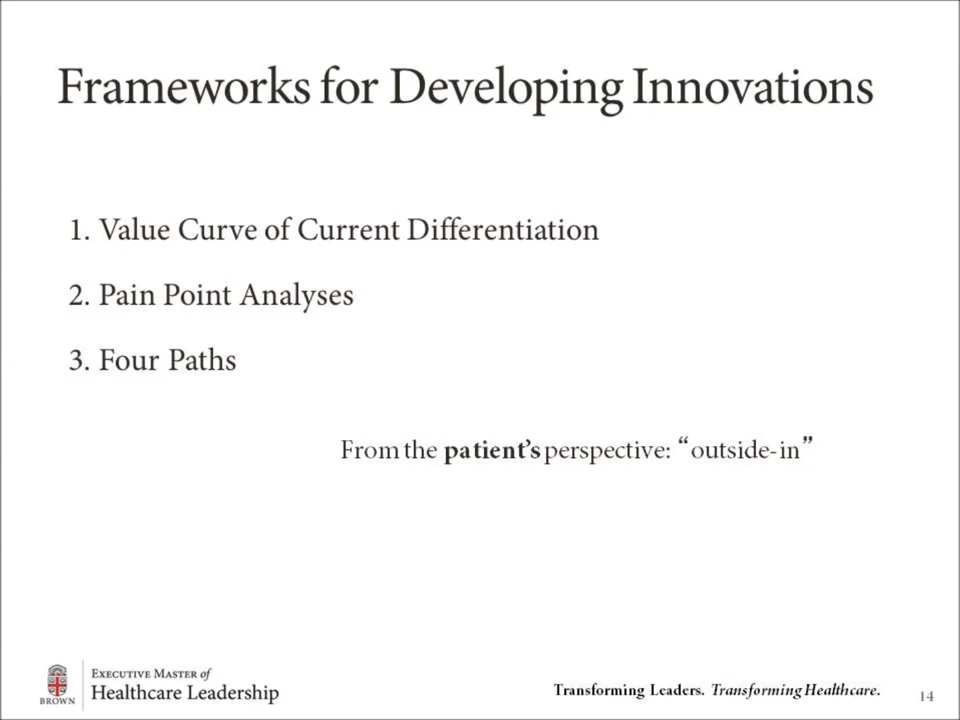 Frameworks for Developing Innovations
1. Value Curve of Current Differentiation
2. Pain Point Analyses
3. Four Paths
From the patient’s perspective: “outside-in”
BROWN
Executive Master of
Healthcare Leadership
Transforming Leaders. Transforming Healthcare.
14